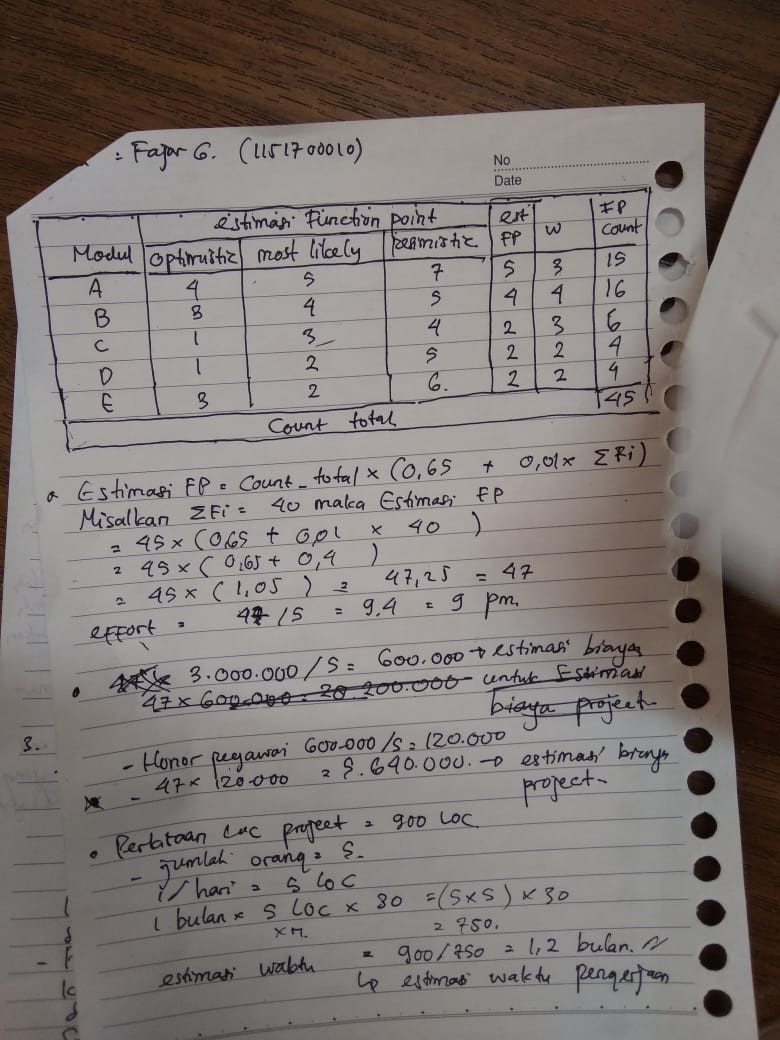 : Fajar G. (1151700010)
No
Date
Modul estimasi Function point est FP W FP Count
optimistic most likely pesimistic
A 4 5 7 5 3 15
B 3 4 5 4 4 16
C 1 3 4 2 3 6
D 1 2 5 2 2 4
E 3 2 6. 2 2 4
Count total 45
a Estimasi FP = Count_total x (0,65 + 0,01 x ΣFi)
Misalkan ΣFi = 40 maka Estimasi FP
= 45 x (0,65 + 0,01 x 40 )
= 45 x ( 0,65 + 0,4 )
= 45 x ( 1,05 ) = 47,25 = 47
effort = 47 / 5 = 9.4 = 9 pm.
3.000.000 / 5 = 600.000 → estimasi biaya
47 x 600.000 = 28.200.000 untuk Estimasi
biaya project
3.
- Honor pegawai 600.000 / 5 = 120.000
- 47 x 120.000 = 5.640.000. → estimasi biaya
project-
• Perkiraan LOC project = 900 LOC
- jumlah orang = 5.
1 / hari = 5 LOC
1 bulan = 5 LOC x 30 = (5 x 5) x 30
= 750.
estimasi waktu = 900 / 750 = 1,2 bulan. //
↳ estimasi waktu pengerjaan